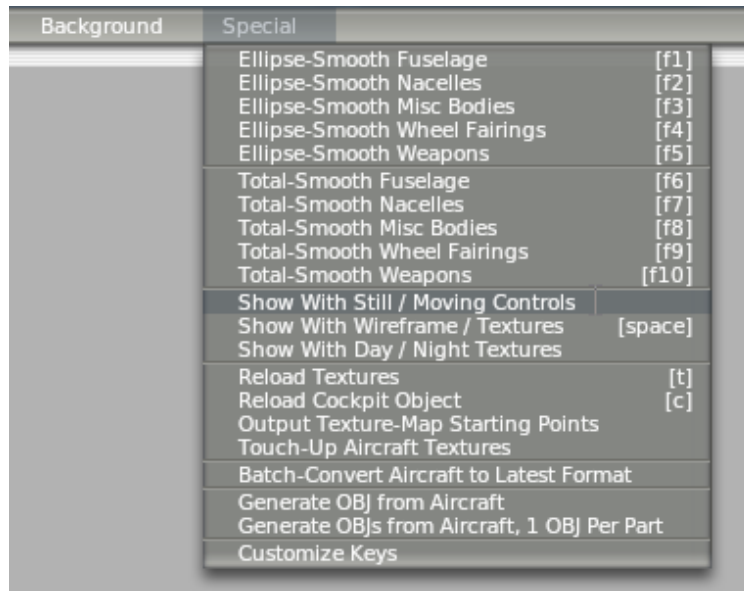 Background Special
Ellipse-Smooth Fuselage [f1]
Ellipse-Smooth Nacelles [f2]
Ellipse-Smooth Misc Bodies [f3]
Ellipse-Smooth Wheel Fairings [f4]
Ellipse-Smooth Weapons [f5]
Total-Smooth Fuselage [f6]
Total-Smooth Nacelles [f7]
Total-Smooth Misc Bodies [f8]
Total-Smooth Wheel Fairings [f9]
Total-Smooth Weapons [f10]
Show With Still / Moving Controls
Show With Wireframe / Textures [space]
Show With Day / Night Textures
Reload Textures [t]
Reload Cockpit Object [c]
Output Texture-Map Starting Points
Touch-Up Aircraft Textures
Batch-Convert Aircraft to Latest Format
Generate OBJ from Aircraft
Generate OBJs from Aircraft, 1 OBJ Per Part
Customize Keys